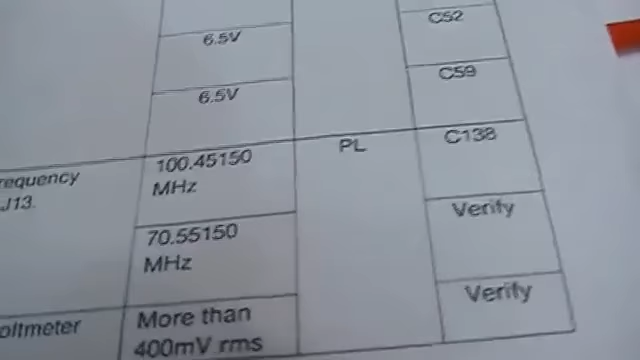 C52
6.5V
C59
6.5V
requency
J13.
100.45150
MHz
PL
C138
70.55150
MHz
Verify
oltmeter
More than
400mV rms
Verify